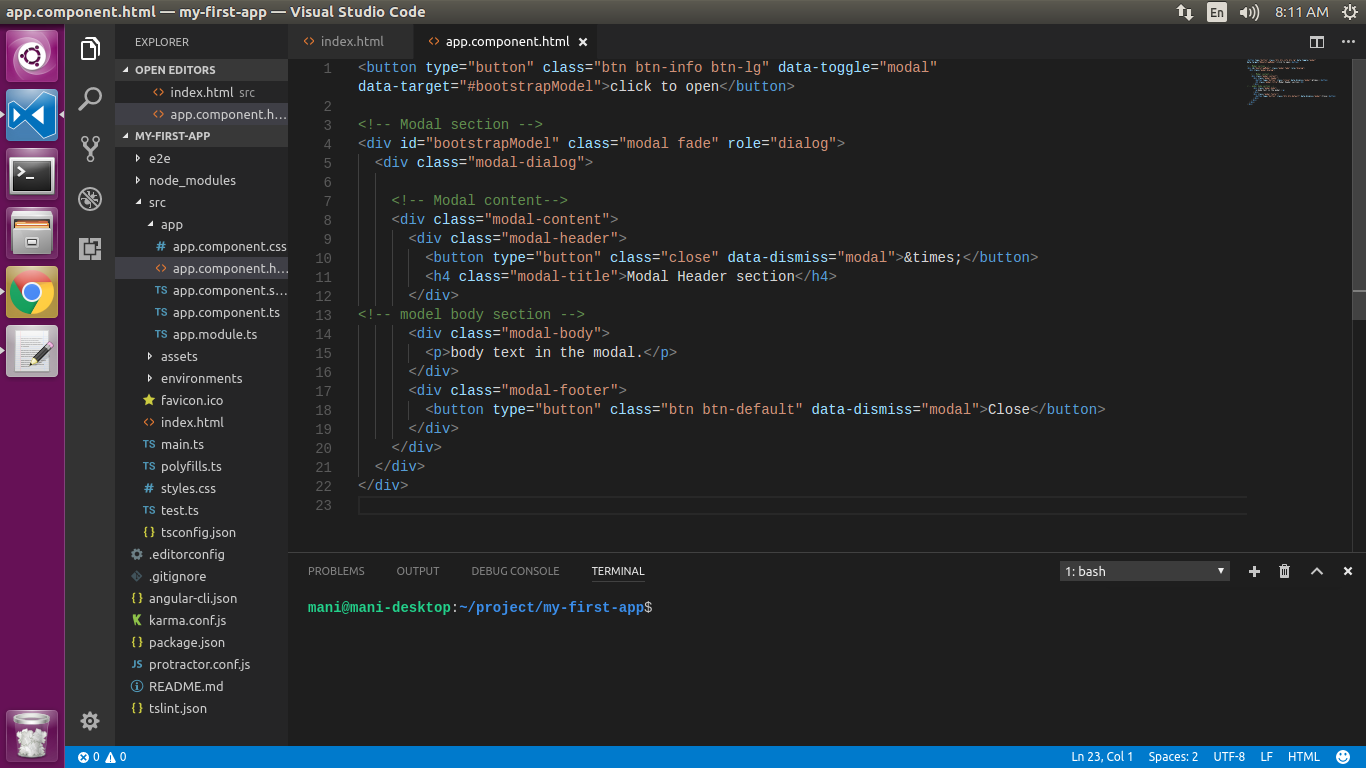 app.component.html — my-first-app — Visual Studio Code
En
8:11 AM
EXPLORER
OPEN EDITORS
index.html src
app.component.h...
MY-FIRST-APP
e2e
node_modules
src
app
# app.component.css
app.component.h...
TS app.component.s...
TS app.component.ts
TS app.module.ts
assets
environments
favicon.ico
index.html
TS main.ts
TS polyfills.ts
# styles.css
TS test.ts
{} tsconfig.json
.editorconfig
.gitignore
{} angular-cli.json
karma.conf.js
{} package.json
JS protractor.conf.js
README.md
{} tslint.json
index.html
app.component.html
1 <button type="button" class="btn btn-info btn-lg" data-toggle="modal"
data-target="#bootstrapModel">click to open</button>
2
3 <!-- Modal section -->
4 <div id="bootstrapModel" class="modal fade" role="dialog">
5 <div class="modal-dialog">
6
7 <!-- Modal content-->
8 <div class="modal-content">
9 <div class="modal-header">
10 <button type="button" class="close" data-dismiss="modal">&times;</button>
11 <h4 class="modal-title">Modal Header section</h4>
12 </div>
13 <!-- model body section -->
14 <div class="modal-body">
15 <p>body text in the modal.</p>
16 </div>
17 <div class="modal-footer">
18 <button type="button" class="btn btn-default" data-dismiss="modal">Close</button>
19 </div>
20 </div>
21 </div>
22 </div>
23
PROBLEMS OUTPUT DEBUG CONSOLE TERMINAL
1: bash
mani@mani-desktop:~/project/my-first-app$
0 0
Ln 23, Col 1 Spaces: 2 UTF-8 LF HTML